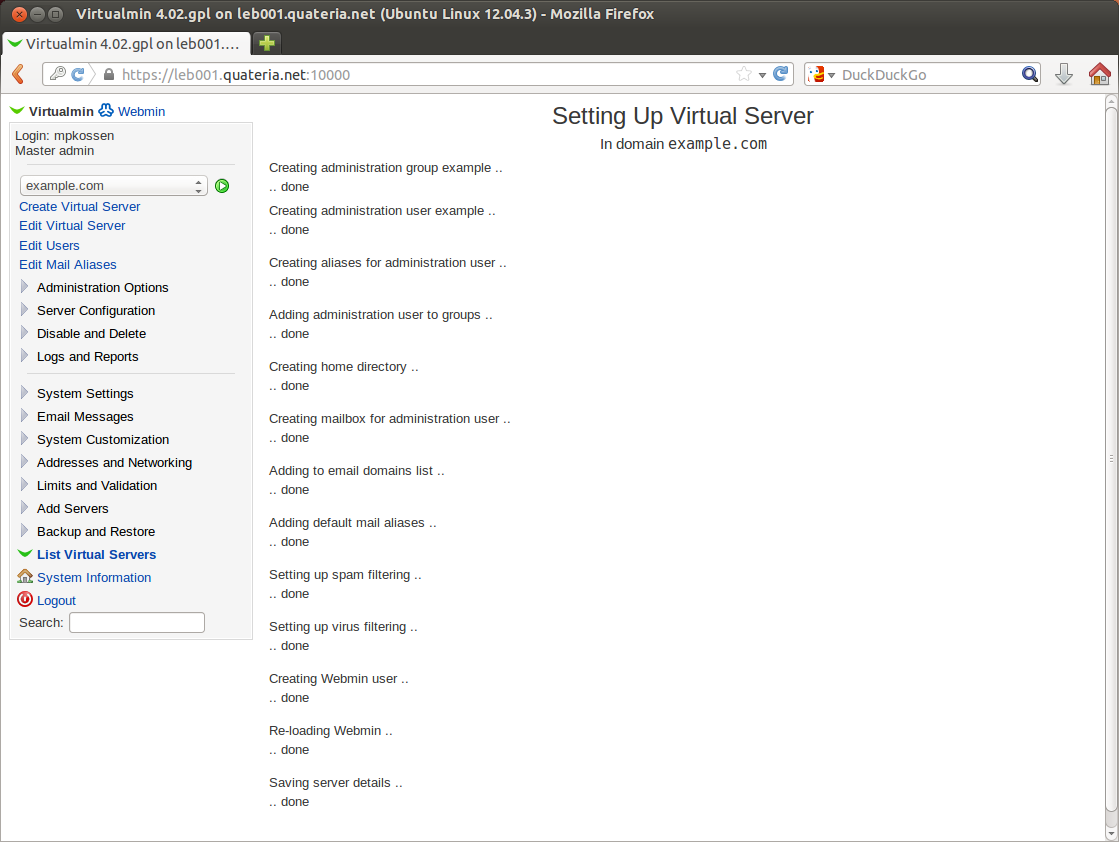 Virtualmin 4.02.gpl on leb001.quateria.net (Ubuntu Linux 12.04.3) - Mozilla Firefox
Virtualmin 4.02.gpl on leb001....
https://leb001.quateria.net:10000
DuckDuckGo
Virtualmin Webmin
Login: mpkossen
Master admin
example.com
Create Virtual Server
Edit Virtual Server
Edit Users
Edit Mail Aliases
Administration Options
Server Configuration
Disable and Delete
Logs and Reports
System Settings
Email Messages
System Customization
Addresses and Networking
Limits and Validation
Add Servers
Backup and Restore
List Virtual Servers
System Information
Logout
Search:
Setting Up Virtual Server
In domain example.com
Creating administration group example ..
.. done
Creating administration user example ..
.. done
Creating aliases for administration user ..
.. done
Adding administration user to groups ..
.. done
Creating home directory ..
.. done
Creating mailbox for administration user ..
.. done
Adding to email domains list ..
.. done
Adding default mail aliases ..
.. done
Setting up spam filtering ..
.. done
Setting up virus filtering ..
.. done
Creating Webmin user ..
.. done
Re-loading Webmin ..
.. done
Saving server details ..
.. done